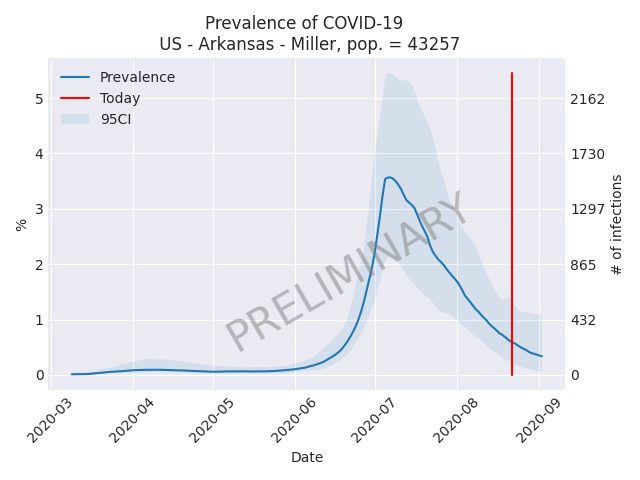 Prevalence of COVID-19
US - Arkansas - Miller, pop. = 43257
Prevalence
Today
95CI
5
4
3
2
1
0
%
2162
1730
1297
865
432
0
# of infections
PRELIMINARY
2020-03
2020-04
2020-05
2020-06
2020-07
2020-08
2020-09
Date